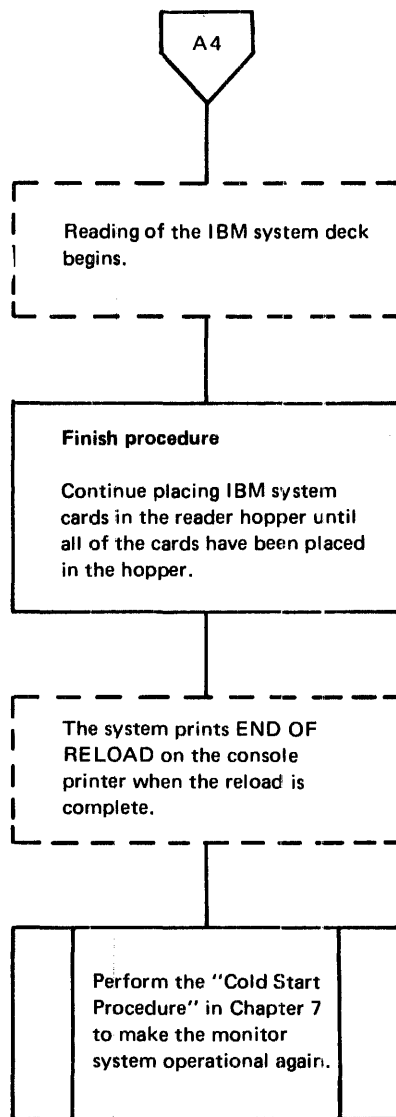 A4
Reading of the IBM system deck
begins.
Finish procedure
Continue placing IBM system
cards in the reader hopper until
all of the cards have been placed
in the hopper.
The system prints END OF
RELOAD on the console
printer when the reload is
complete.
Perform the "Cold Start
Procedure" in Chapter 7
to make the monitor
system operational again.